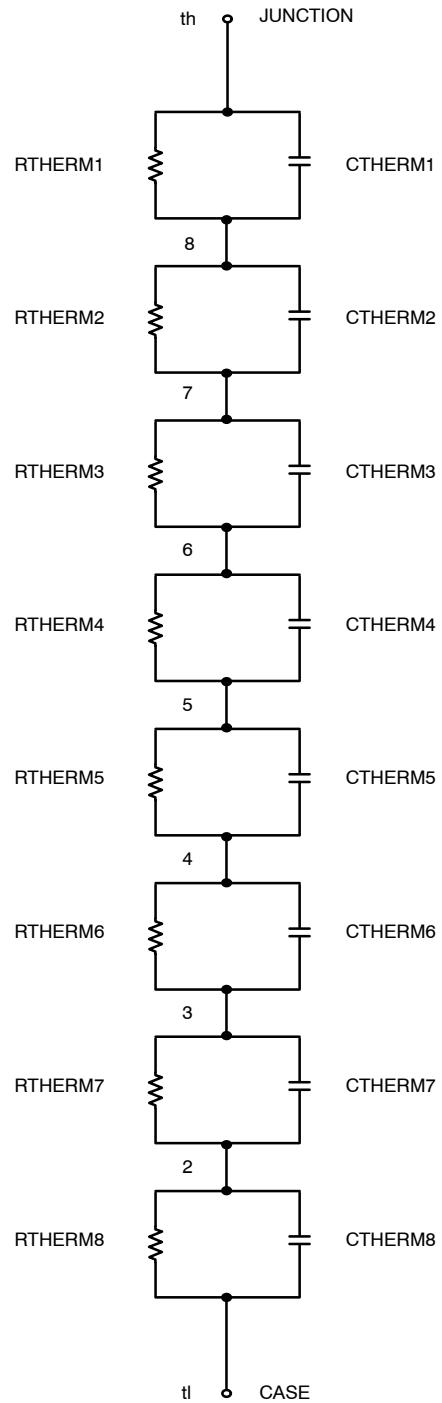 th JUNCTION
RTHERM1 CTHERM1
8
RTHERM2 CTHERM2
7
RTHERM3 CTHERM3
6
RTHERM4 CTHERM4
5
RTHERM5 CTHERM5
4
RTHERM6 CTHERM6
3
RTHERM7 CTHERM7
2
RTHERM8 CTHERM8
tl CASE